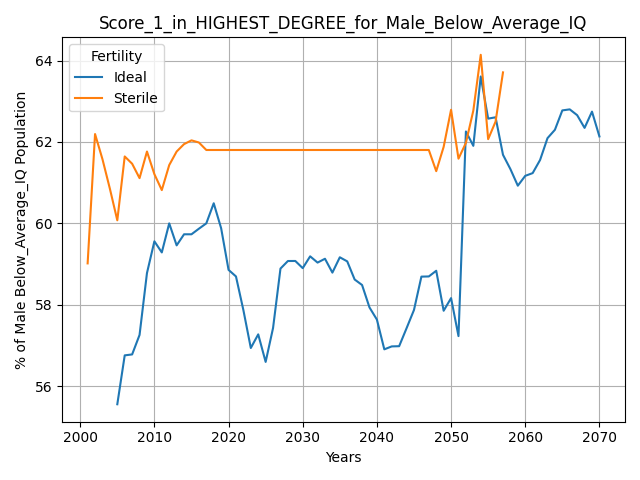 Score_1_in_HIGHEST_DEGREE_for_Male_Below_Average_IQ
Fertility
Ideal
Sterile
% of Male Below_Average_IQ Population
64
62
60
58
56
2000 2010 2020 2030 2040 2050 2060 2070
Years